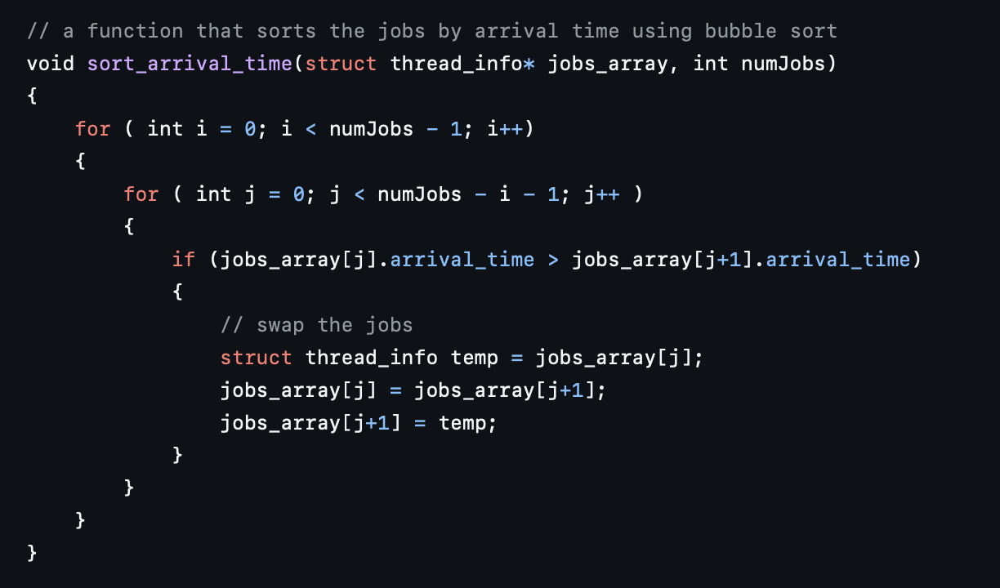 // a function that sorts the jobs by arrival time using bubble sort
void sort_arrival_time(struct thread_info* jobs_array, int numJobs)
{
    for ( int i = 0; i < numJobs - 1; i++)
    {
        for ( int j = 0; j < numJobs - i - 1; j++ )
        {
            if (jobs_array[j].arrival_time > jobs_array[j+1].arrival_time)
            {
                // swap the jobs
                struct thread_info temp = jobs_array[j];
                jobs_array[j] = jobs_array[j+1];
                jobs_array[j+1] = temp;
            }
        }
    }
}